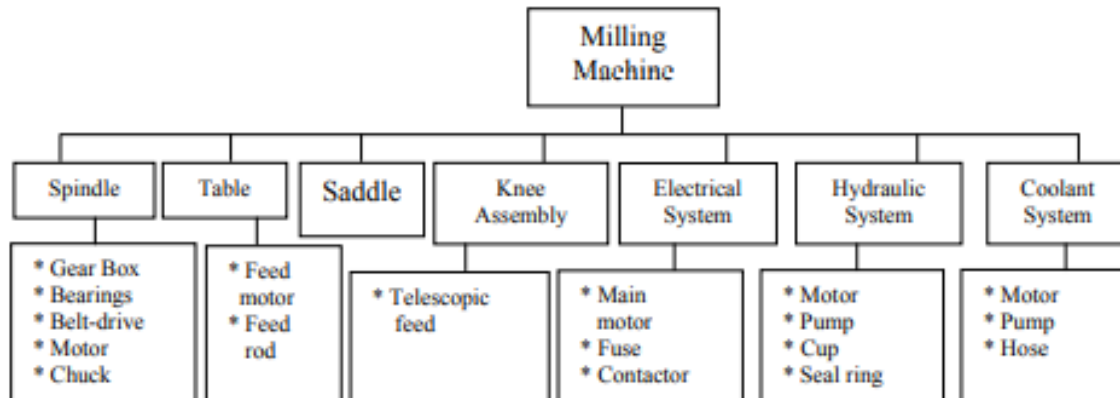 Milling
Machine
Spindle
Table
Saddle
Knee
Assembly
Electrical
System
Hydraulic
System
Coolant
System
* Gear Box
* Bearings
* Belt-drive
* Motor
* Chuck
* Feed
motor
* Feed
rod
* Telescopic
feed
* Main
motor
* Fuse
* Contactor
* Motor
* Pump
* Cup
* Seal ring
* Motor
* Pump
* Hose